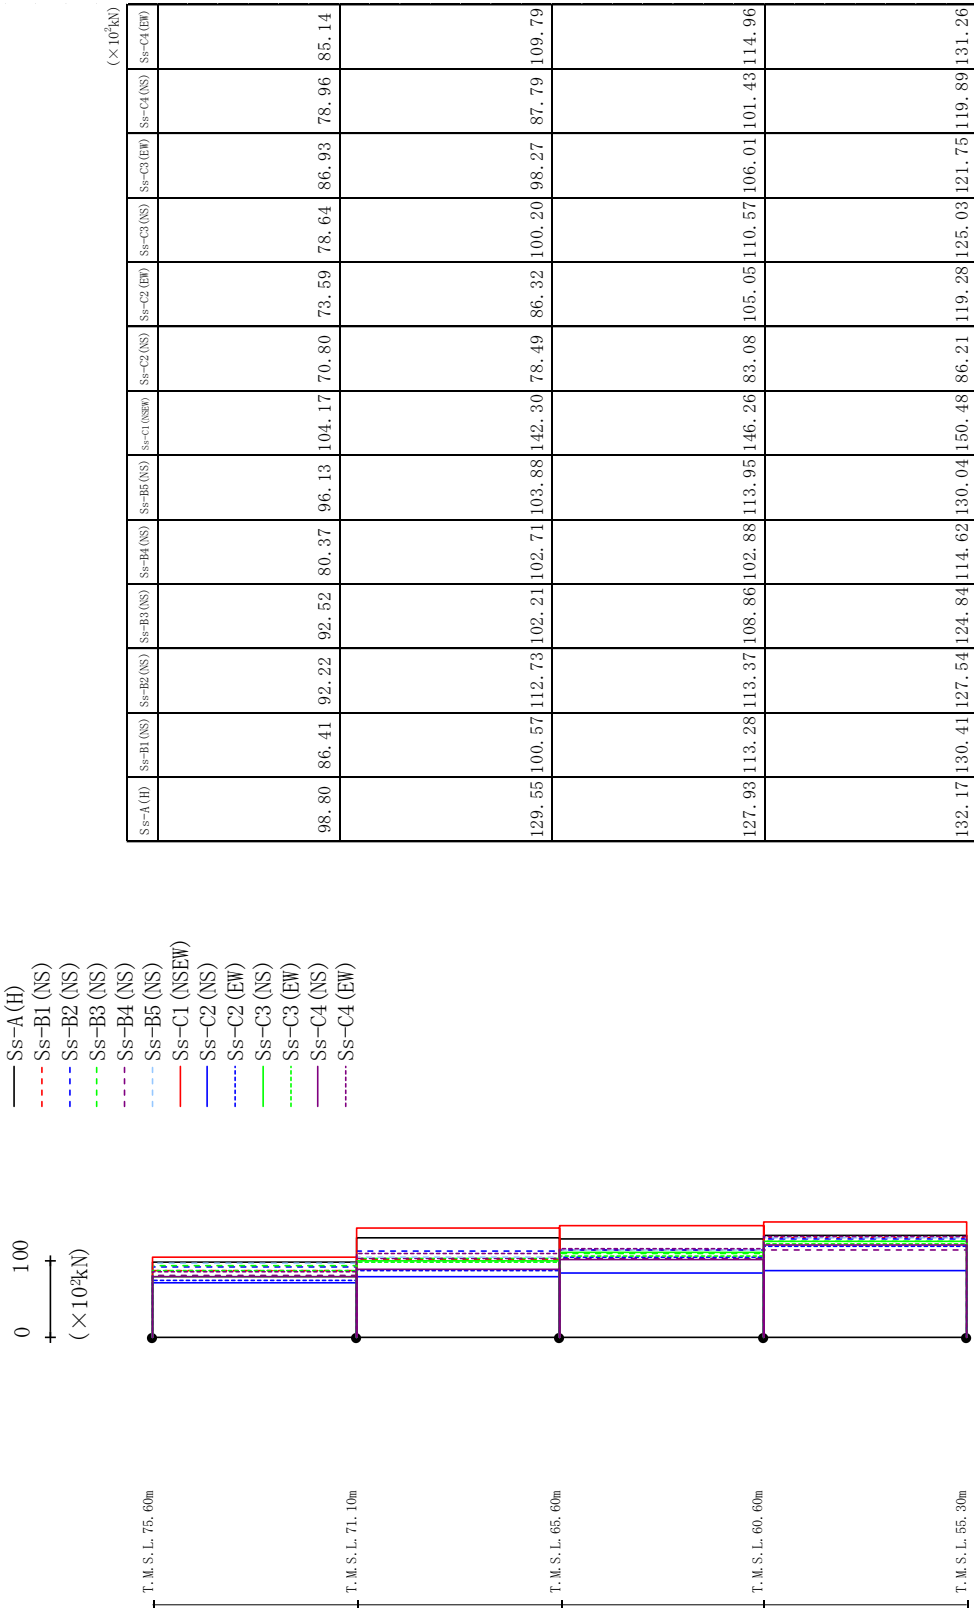 0 100
(×10²kN)
Ss-A(H)
Ss-B1(NS)
Ss-B2(NS)
Ss-B3(NS)
Ss-B4(NS)
Ss-B5(NS)
Ss-C1(NSEW)
Ss-C2(NS)
Ss-C2(EW)
Ss-C3(NS)
Ss-C3(EW)
Ss-C4(NS)
Ss-C4(EW)
T.M.S.L. 75.60m
T.M.S.L. 71.10m
T.M.S.L. 65.60m
T.M.S.L. 60.60m
T.M.S.L. 55.30m
(×10²kN)
Ss-A(H) Ss-B1(NS) Ss-B2(NS) Ss-B3(NS) Ss-B4(NS) Ss-B5(NS) Ss-C1(NSEW) Ss-C2(NS) Ss-C2(EW) Ss-C3(NS) Ss-C3(EW) Ss-C4(NS) Ss-C4(EW)
98.80 86.41 92.22 92.52 80.37 96.13 104.17 70.80 73.59 78.64 86.93 78.96 85.14
129.55 100.57 112.73 102.21 102.71 103.88 142.30 78.49 86.32 100.20 98.27 87.79 109.79
127.93 113.28 113.37 108.86 102.88 113.95 146.26 83.08 105.05 110.57 106.01 101.43 114.96
132.17 130.41 127.54 124.84 114.62 130.04 150.48 86.21 119.28 125.03 121.75 119.89 131.26